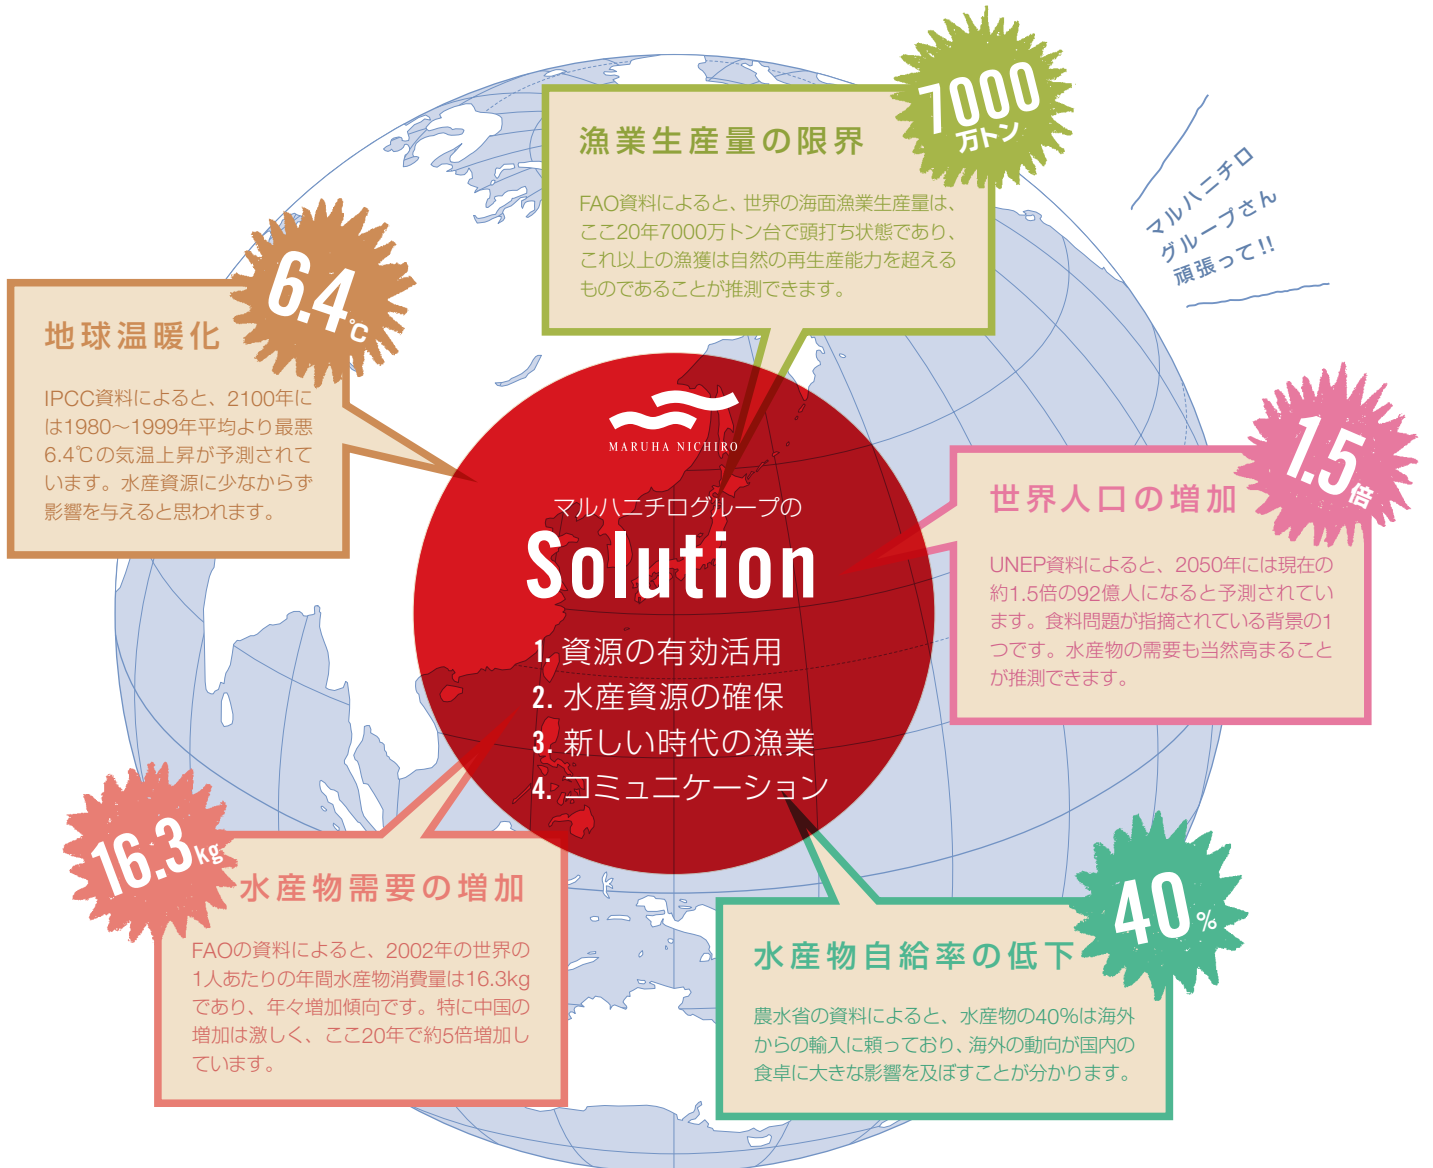 7000
万トン
漁業生産量の限界
FAO資料によると、世界の海面漁業生産量は、
ここ20年7000万トン台で頭打ち状態であり、
これ以上の漁獲は自然の再生産能力を超える
ものであることが推測できます。
マルハニチロ
グループさん
頑張って!!
6.4℃
地球温暖化
IPCC資料によると、2100年に
は1980〜1999年平均より最悪
6.4℃の気温上昇が予測されて
います。水産資源に少なからず
影響を与えると思われます。
MARUHA NICHIRO
マルハニチログループの
Solution
1. 資源の有効活用
2. 水産資源の確保
3. 新しい時代の漁業
4. コミュニケーション
1.5倍
世界人口の増加
UNEP資料によると、2050年には現在の
約1.5倍の92億人になると予測されてい
ます。食料問題が指摘されている背景の1
つです。水産物の需要も当然高まること
が推測できます。
16.3kg
水産物需要の増加
FAOの資料によると、2002年の世界の
1人あたりの年間水産物消費量は16.3kg
であり、年々増加傾向です。特に中国の
増加は激しく、ここ20年で約5倍増加し
ています。
40%
水産物自給率の低下
農水省の資料によると、水産物の40%は海外
からの輸入に頼っており、海外の動向が国内の
食卓に大きな影響を及ぼすことが分かります。